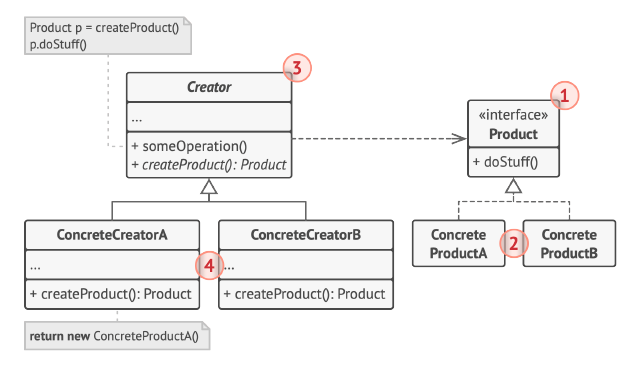 Product p = createProduct()
p.doStuff()
3
Creator
...
+ someOperation()
+ createProduct(): Product
1
«interface»
Product
+ doStuff()
ConcreteCreatorA
...
+ createProduct(): Product
4
ConcreteCreatorB
...
+ createProduct(): Product
Concrete
ProductA
2
Concrete
ProductB
return new ConcreteProductA()